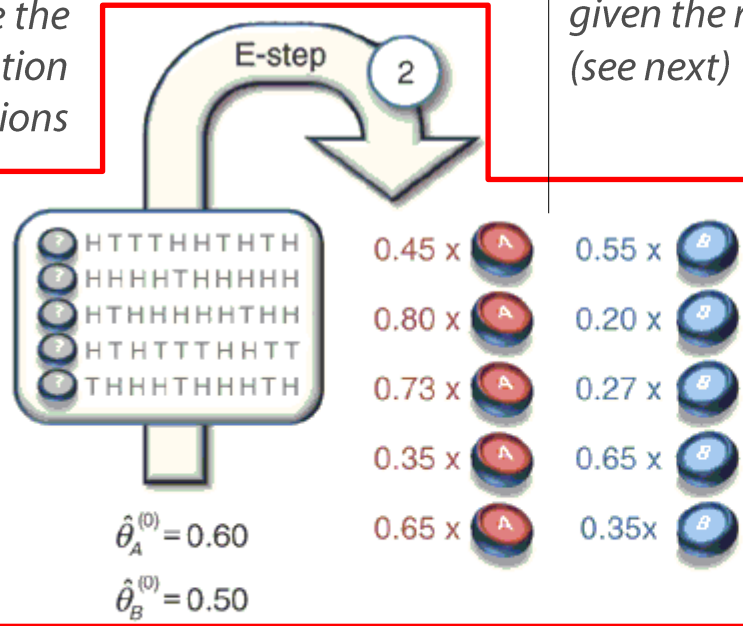 e the
tion
ions
E-step
2
given the r
(see next)
? HTTTHHTHTH
? HHHHTHHHHH
? HTHHHHHTHH
? HTHTTTHHTT
? THHHTHHHTH
0.45 x A 0.55 x B
0.80 x A 0.20 x B
0.73 x A 0.27 x B
0.35 x A 0.65 x B
0.65 x A 0.35x B
θ̂_A^(0) = 0.60
θ̂_B^(0) = 0.50